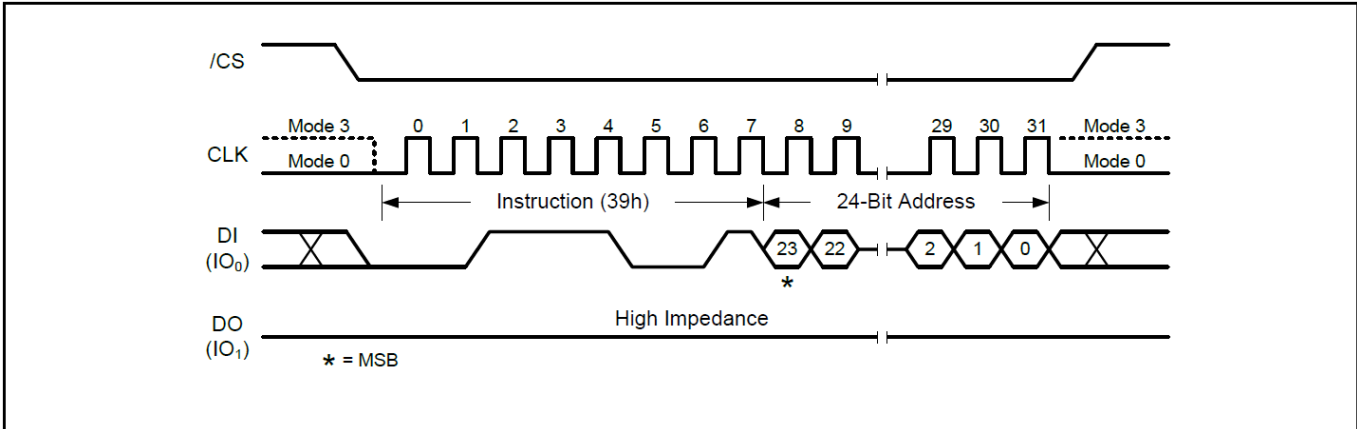 /CS
Mode 3 0 1 2 3 4 5 6 7 8 9 29 30 31 Mode 3
CLK
Mode 0 Mode 0
Instruction (39h) 24-Bit Address
DI
(IO₀)
23 22 2 1 0
*
High Impedance
DO
(IO₁)
* = MSB